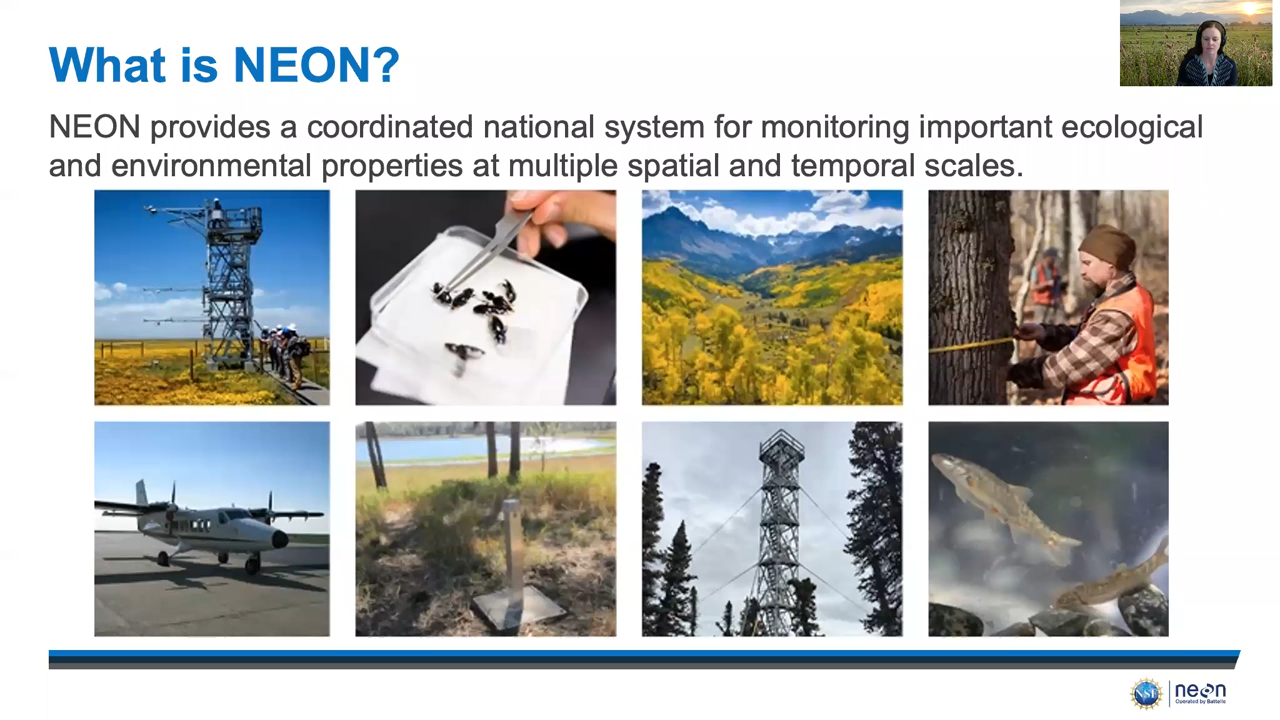 What is NEON?
NEON provides a coordinated national system for monitoring important ecological
and environmental properties at multiple spatial and temporal scales.
NSF
neon
Operated by Battelle